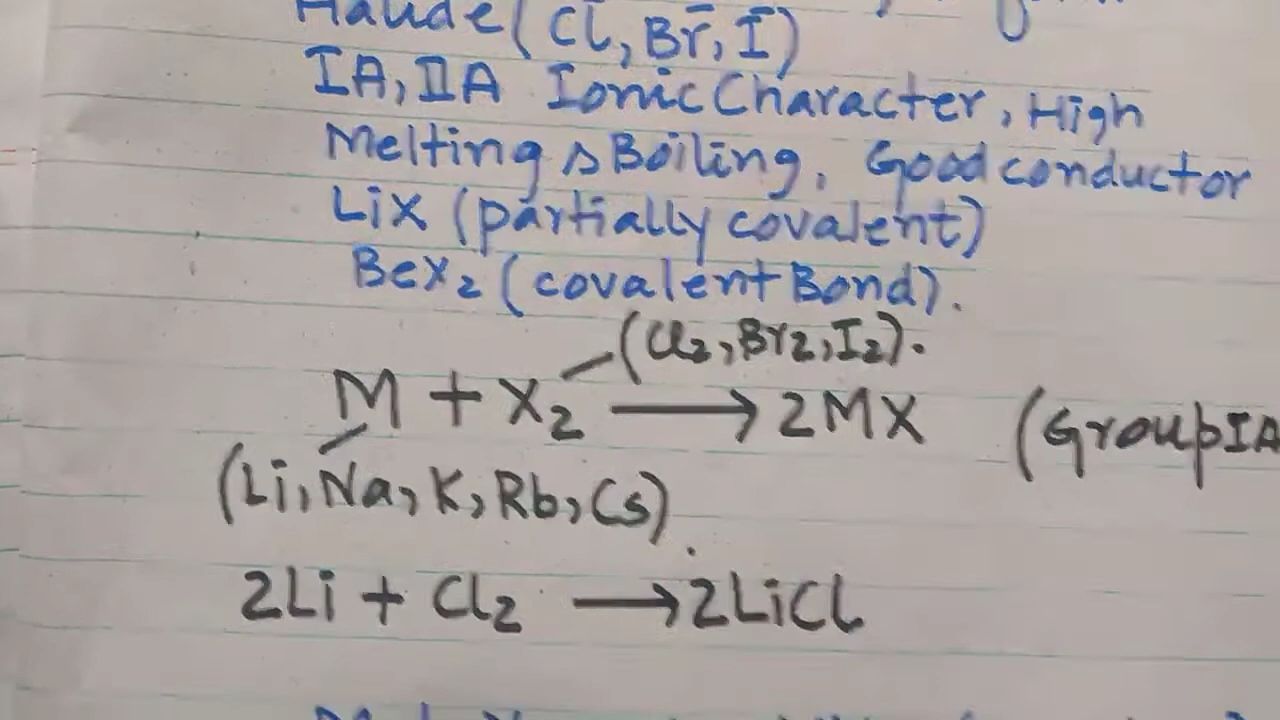 Halide (Cl̄, Br̄, Ī)
IA, IIA Ionic Character, High
Melting & Boiling, Good conductor
LiX (partially covalent)
BeX₂ (covalent Bond).
(Cl₂, Br₂, I₂).
M + X₂ ⟶ 2MX (Group IA
(Li, Na, K, Rb, Cs)
2Li + Cl₂ ⟶ 2LiCl